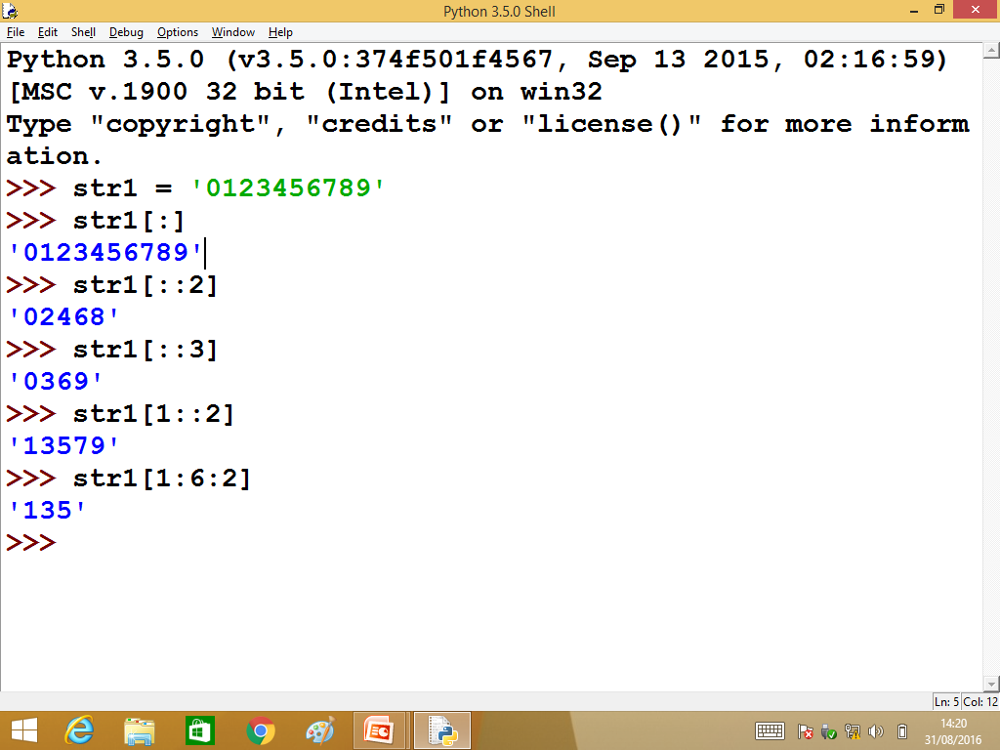 Python 3.5.0 Shell
File Edit Shell Debug Options Window Help
Python 3.5.0 (v3.5.0:374f501f4567, Sep 13 2015, 02:16:59)
[MSC v.1900 32 bit (Intel)] on win32
Type "copyright", "credits" or "license()" for more inform
ation.
>>> str1 = '0123456789'
>>> str1[:]
'0123456789'
>>> str1[::2]
'02468'
>>> str1[::3]
'0369'
>>> str1[1::2]
'13579'
>>> str1[1:6:2]
'135'
>>>
Ln: 5 Col: 12
14:20
31/08/2016